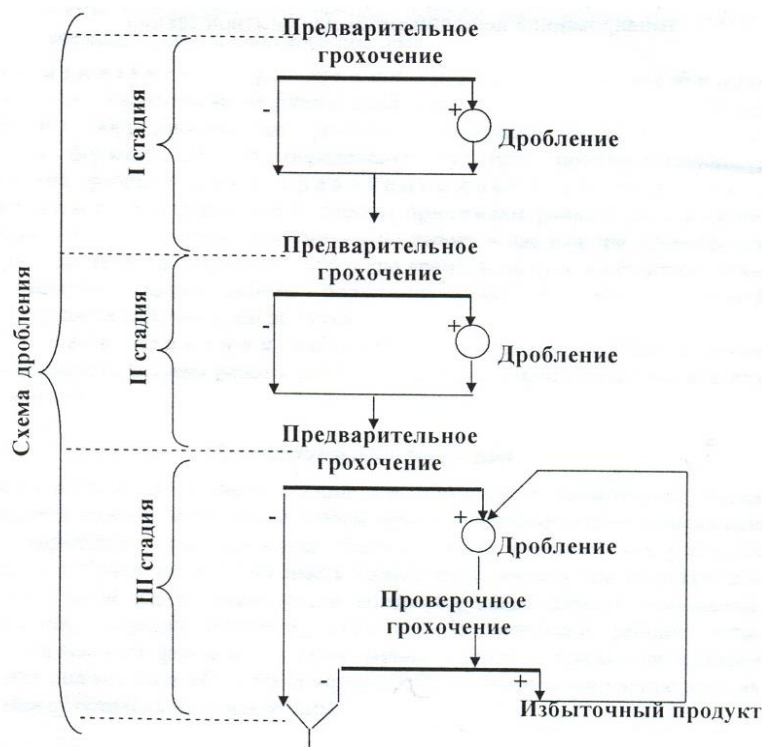 Предварительное
грохочение
-
+
Дробление
I стадия
Предварительное
грохочение
-
+
Дробление
II стадия
Схема дробления
Предварительное
грохочение
-
+
Дробление
III стадия
Проверочное
грохочение
+
Избыточный продукт